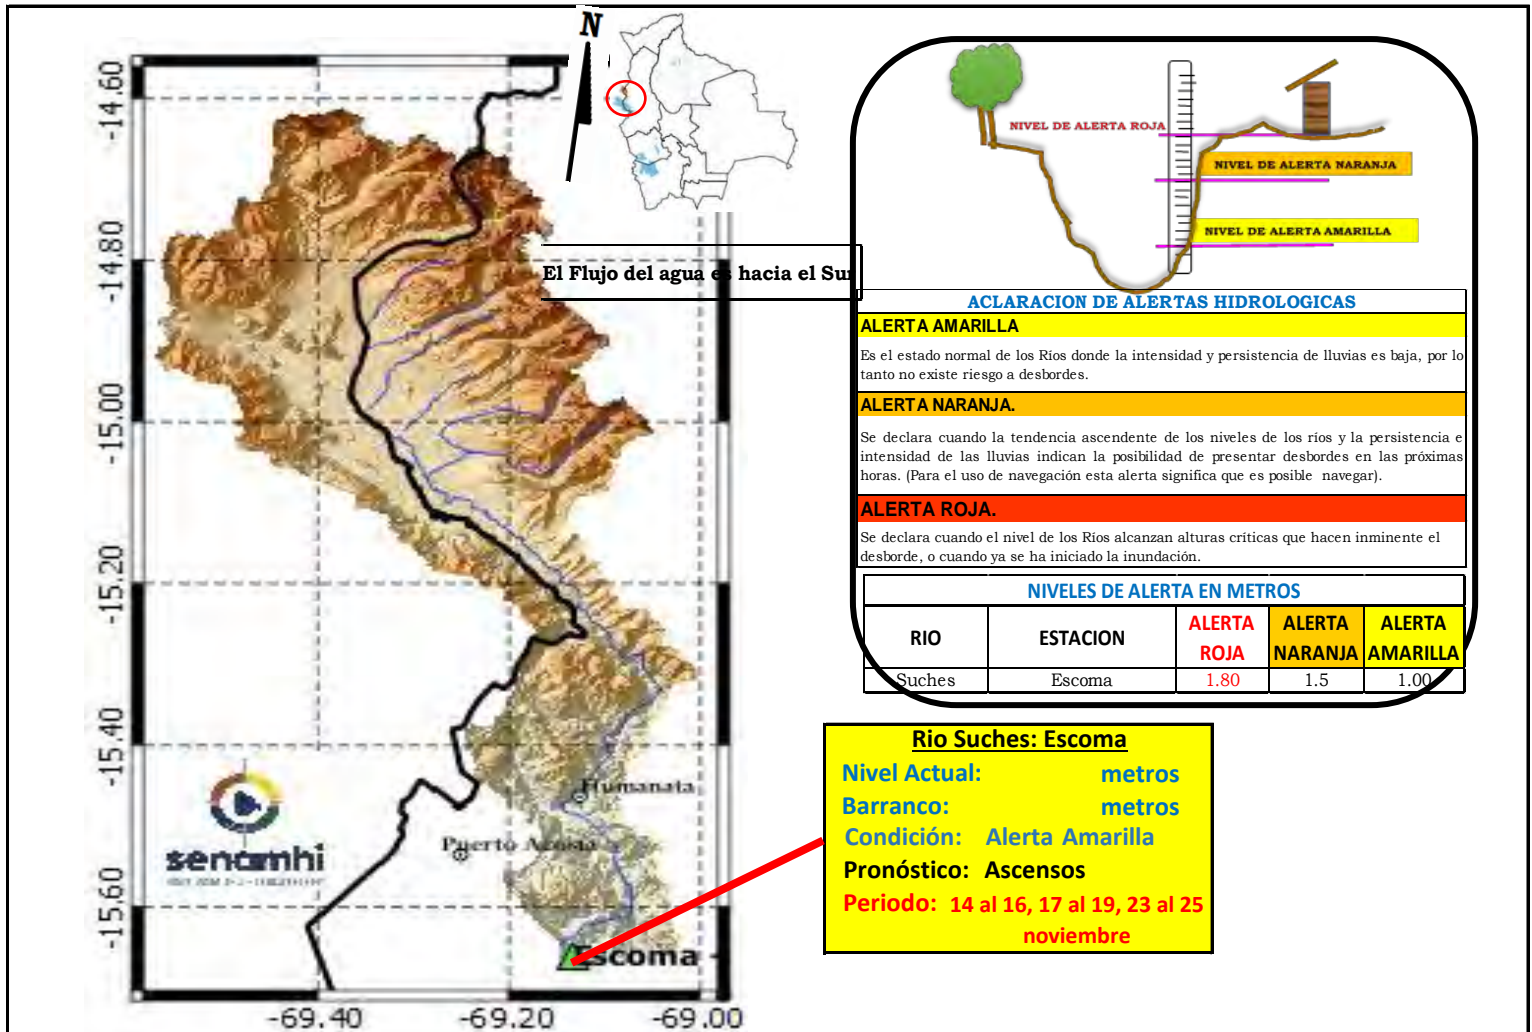 N
-14.60
-14.80
-15.00
-15.20
-15.40
-15.60
-69.40
-69.20
-69.00
El Flujo del agua es hacia el Sur
Humanata
Puerto Acosta
Escoma
senamhi
NIVEL DE ALERTA ROJA
NIVEL DE ALERTA NARANJA
NIVEL DE ALERTA AMARILLA
ACLARACION DE ALERTAS HIDROLOGICAS
ALERTA AMARILLA
Es el estado normal de los Ríos donde la intensidad y persistencia de lluvias es baja, por lo
tanto no existe riesgo a desbordes.
ALERTA NARANJA.
Se declara cuando la tendencia ascendente de los niveles de los ríos y la persistencia e
intensidad de las lluvias indican la posibilidad de presentar desbordes en las próximas
horas. (Para el uso de navegación esta alerta significa que es posible navegar).
ALERTA ROJA.
Se declara cuando el nivel de los Ríos alcanzan alturas críticas que hacen inminente el
desborde, o cuando ya se ha iniciado la inundación.
NIVELES DE ALERTA EN METROS
RIO ESTACION ALERTA ROJA ALERTA NARANJA ALERTA AMARILLA
Suches Escoma 1.80 1.5 1.00
Rio Suches: Escoma
Nivel Actual: metros
Barranco: metros
Condición: Alerta Amarilla
Pronóstico: Ascensos
Periodo: 14 al 16, 17 al 19, 23 al 25
noviembre